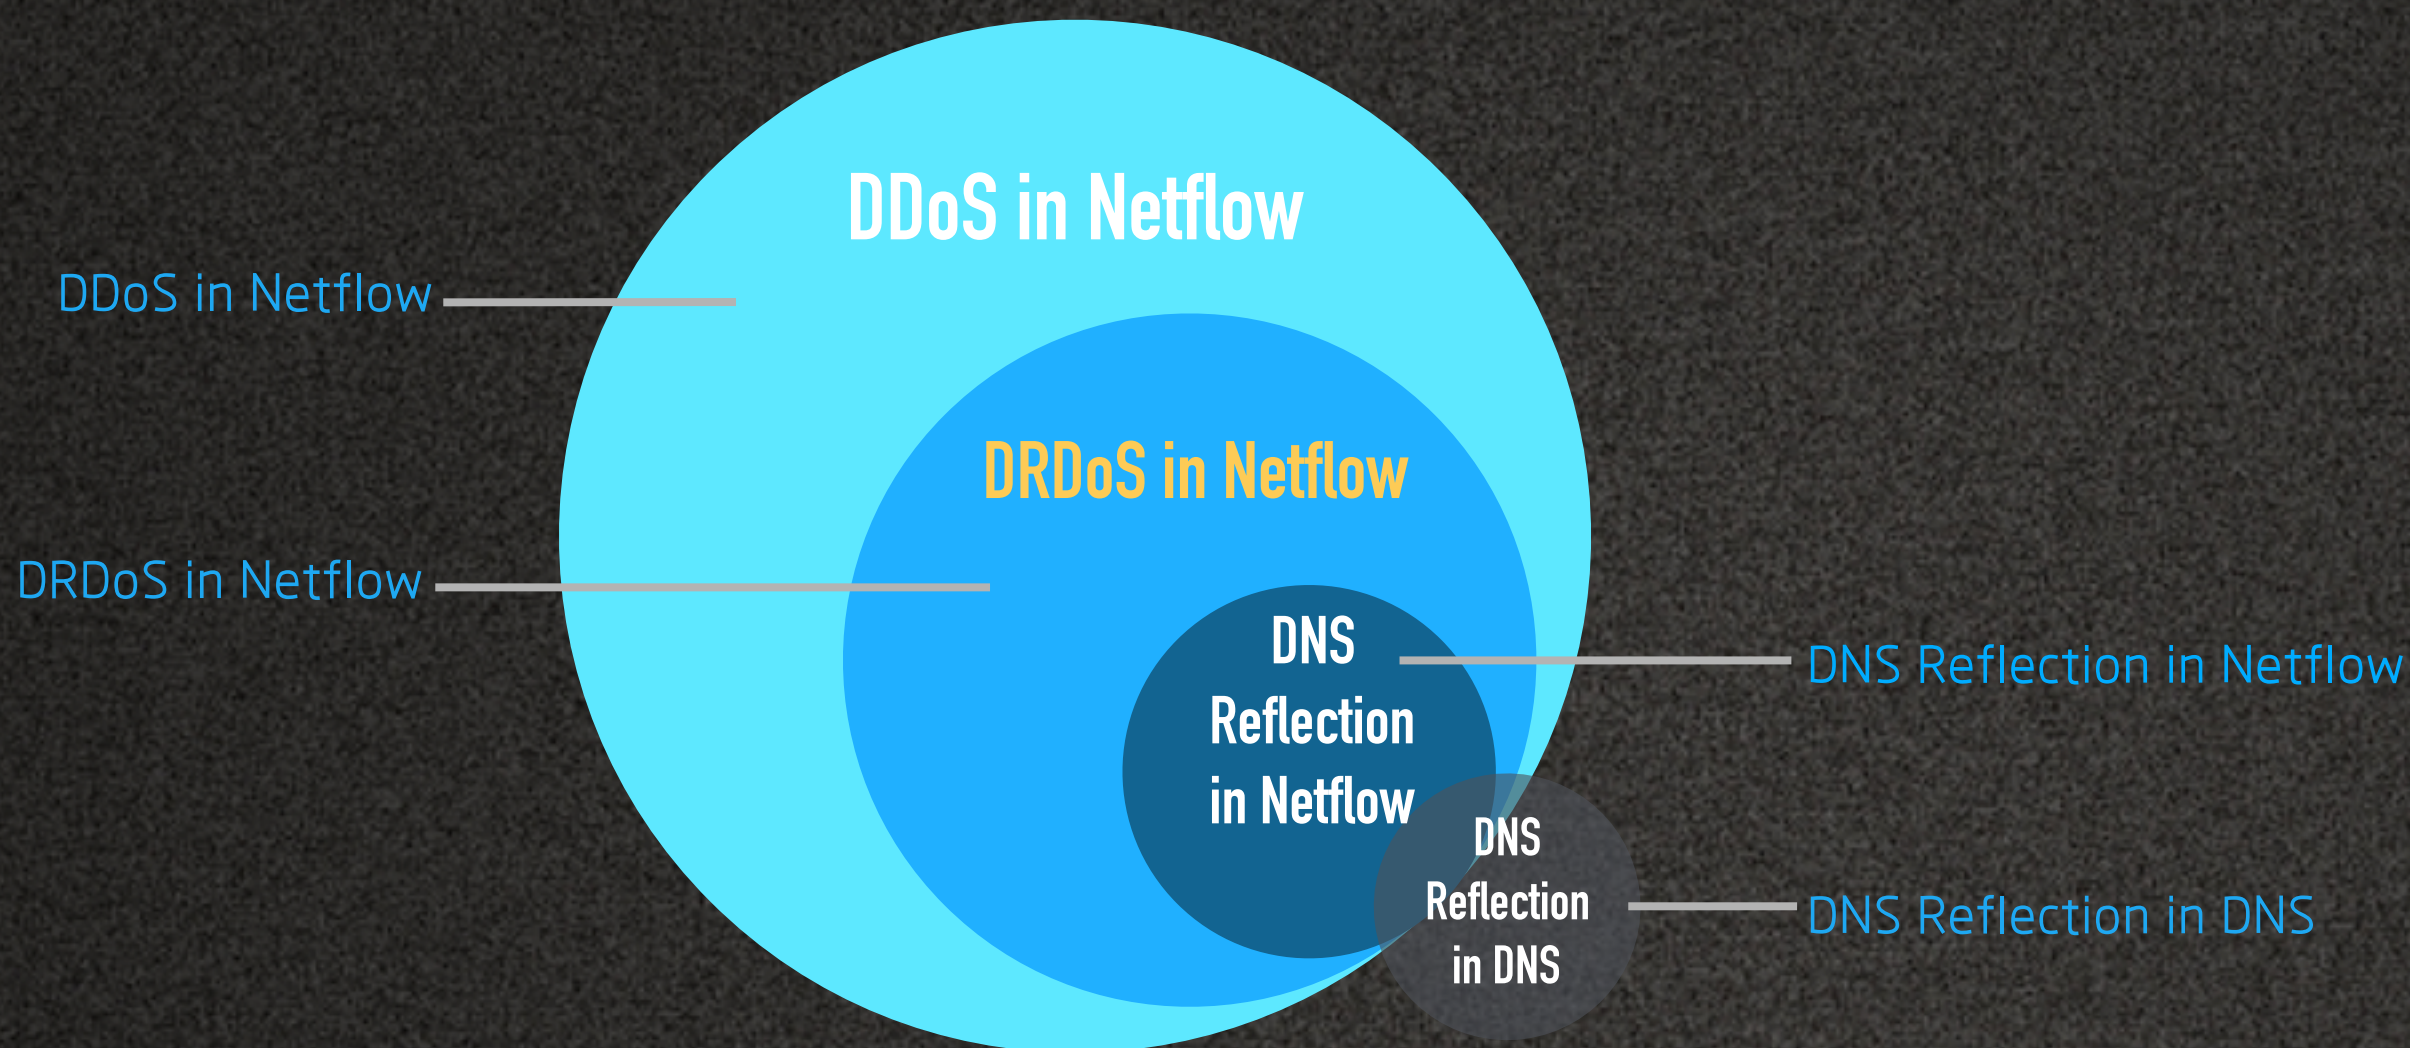 DDoS in Netflow
DDoS in Netflow
DRDoS in Netflow
DRDoS in Netflow
DNS
Reflection
in Netflow
DNS Reflection in Netflow
DNS
Reflection
in DNS
DNS Reflection in DNS